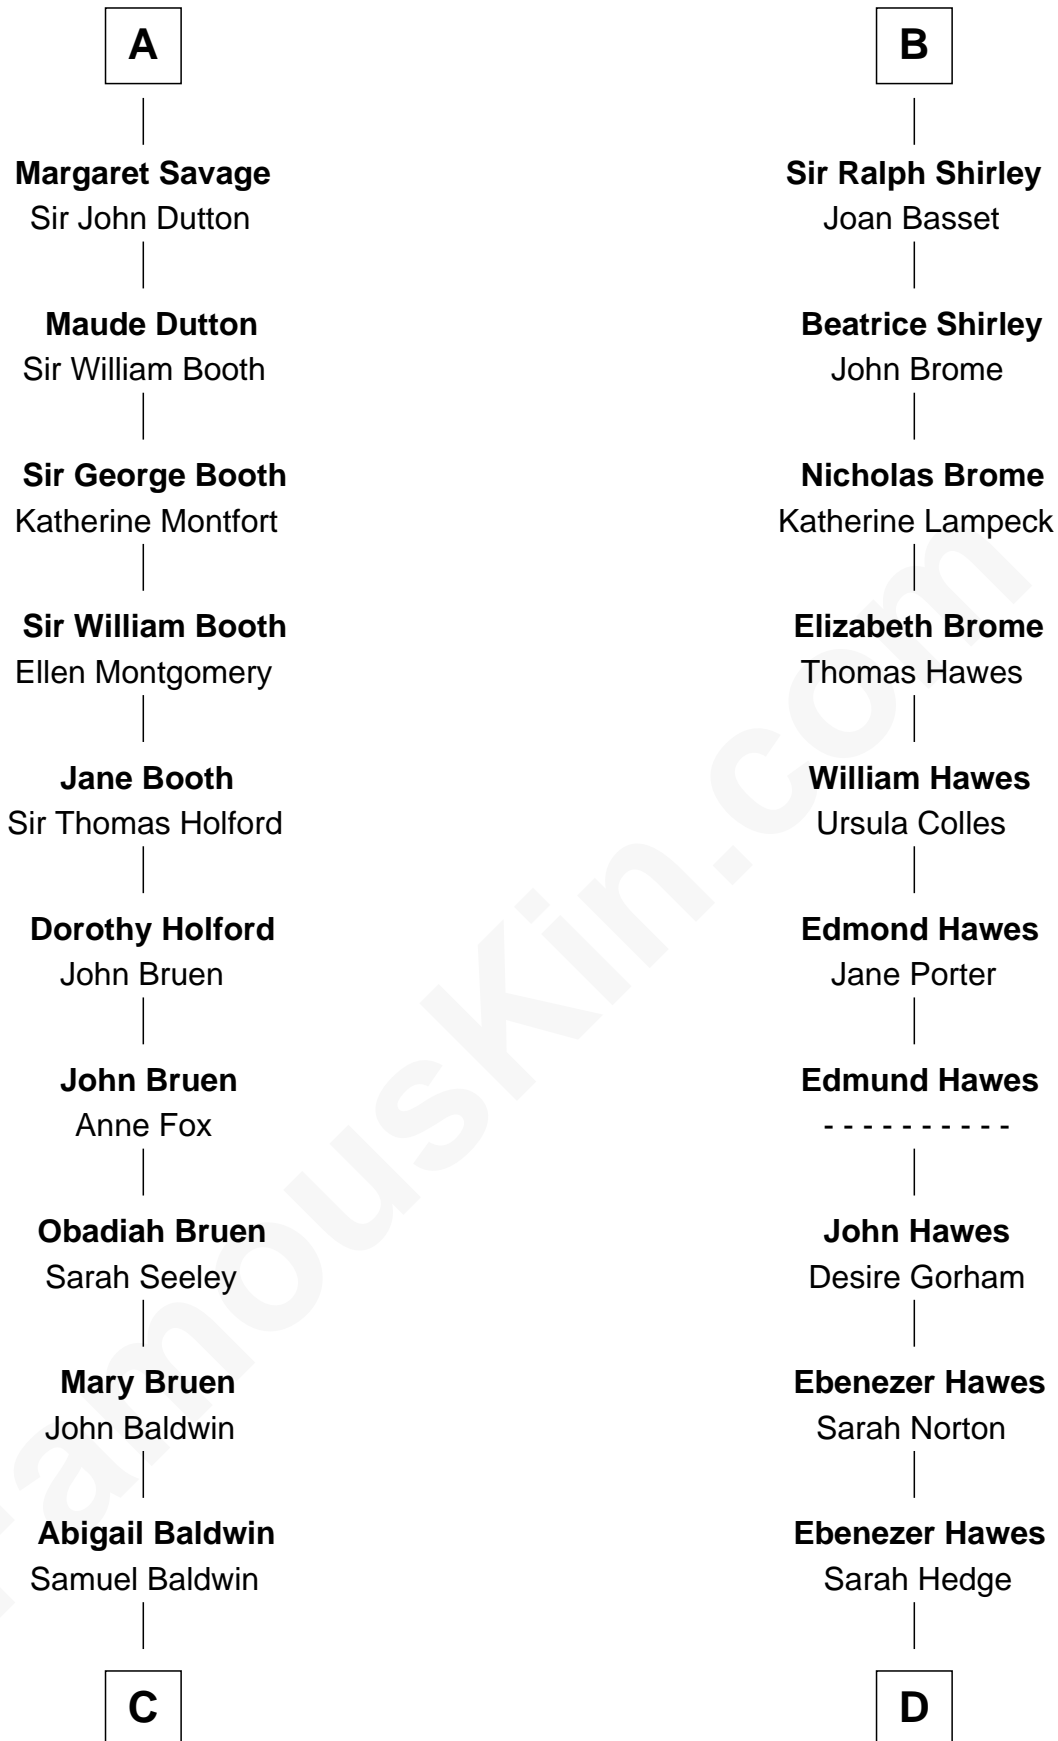 A
Margaret Savage
Sir John Dutton
Maude Dutton
Sir William Booth
Sir George Booth
Katherine Montfort
Sir William Booth
Ellen Montgomery
Jane Booth
Sir Thomas Holford
Dorothy Holford
John Bruen
John Bruen
Anne Fox
Obadiah Bruen
Sarah Seeley
Mary Bruen
John Baldwin
Abigail Baldwin
Samuel Baldwin
C
B
Sir Ralph Shirley
Joan Basset
Beatrice Shirley
John Brome
Nicholas Brome
Katherine Lampeck
Elizabeth Brome
Thomas Hawes
William Hawes
Ursula Colles
Edmond Hawes
Jane Porter
Edmund Hawes
- - - - - - - - - -
John Hawes
Desire Gorham
Ebenezer Hawes
Sarah Norton
Ebenezer Hawes
Sarah Hedge
D
FamousKin.com